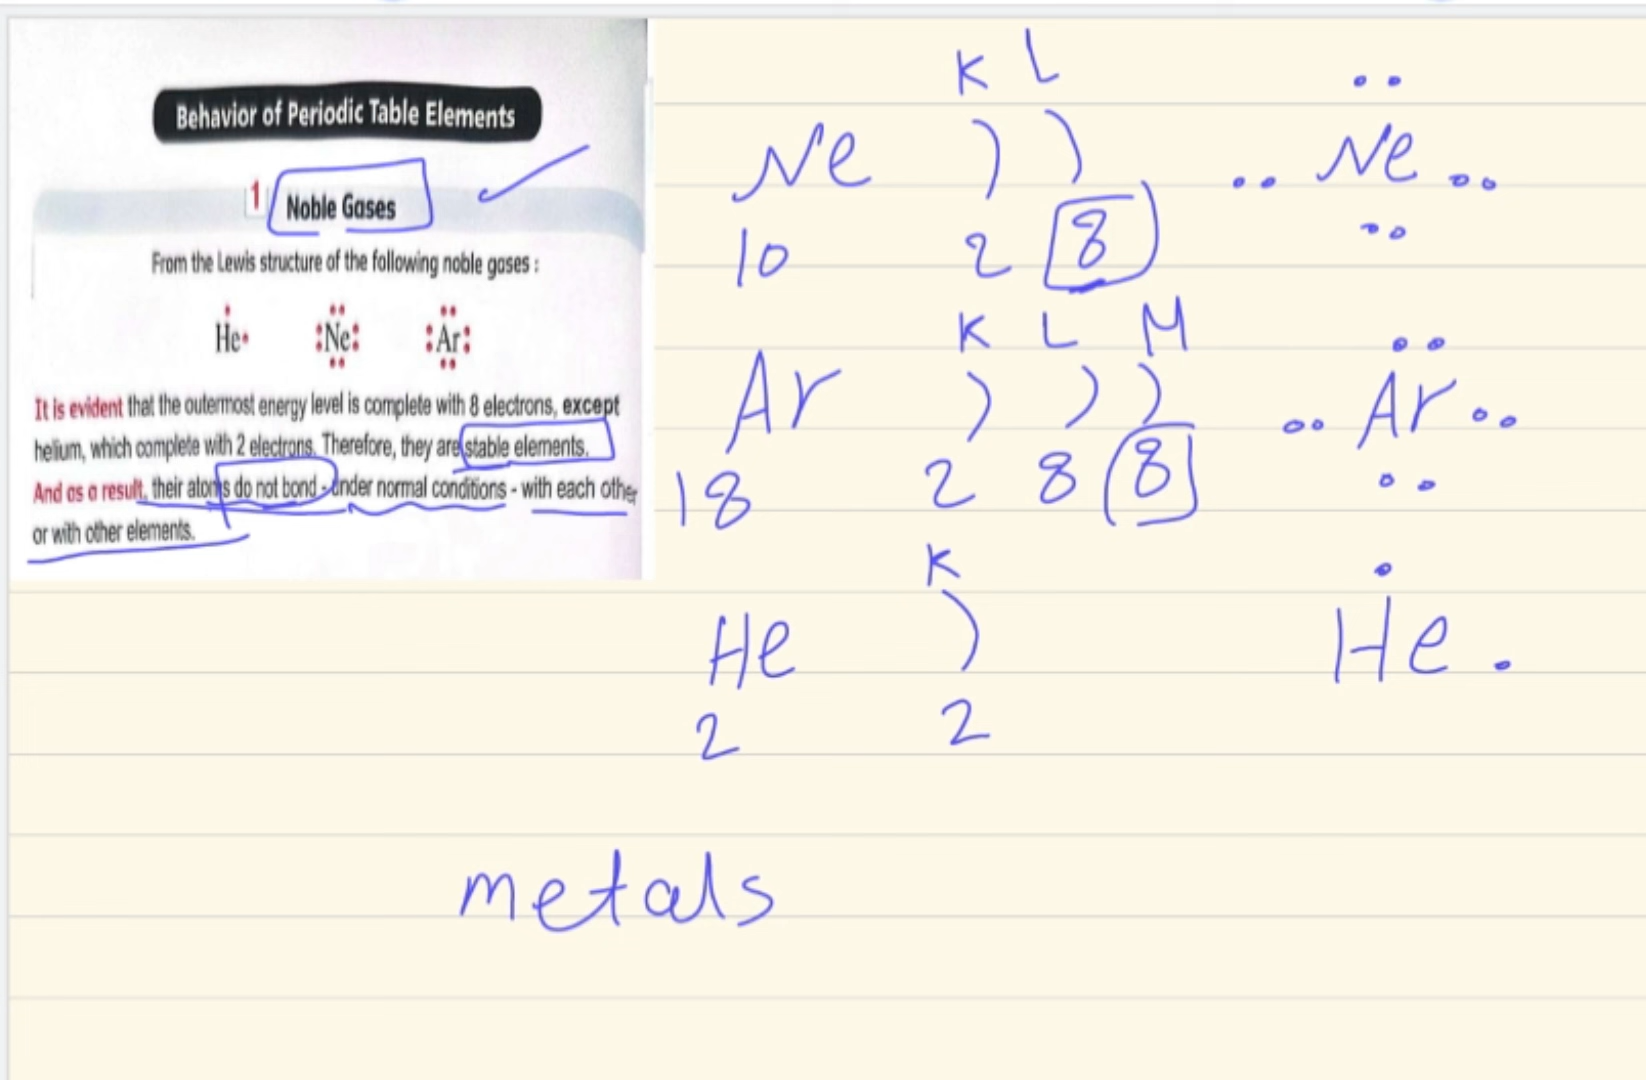 Behavior of Periodic Table Elements
1 Noble Gases
From the Lewis structure of the following noble gases :
He Ne Ar
It is evident that the outermost energy level is complete with 8 electrons, except
helium, which complete with 2 electrons. Therefore, they are stable elements.
And as a result, their atoms do not bond - under normal conditions - with each other
or with other elements.
K L
Ne ) ) Ne
10 2 8
K L M
Ar ) ) ) Ar
18 2 8 8
K
He ) He
2 2
metals